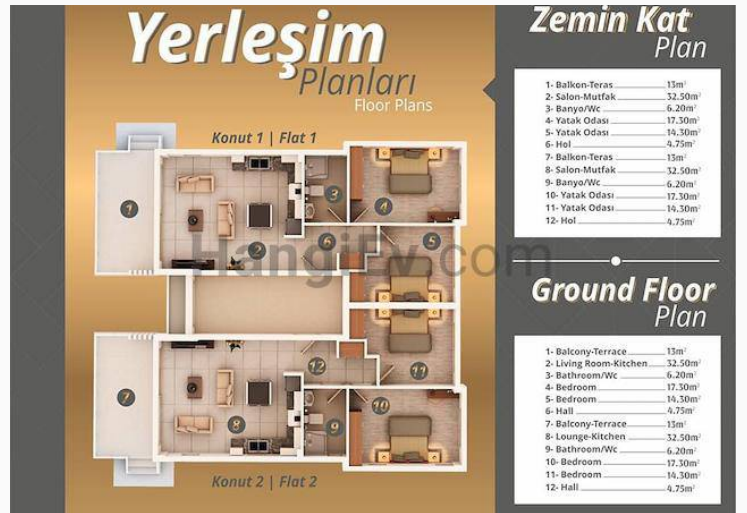 Yerleşim
Planları
Floor Plans
Konut 1 | Flat 1
1
2
3
4
5
6
7
8
9
10
11
12
HangiEv.com
Konut 2 | Flat 2
Zemin Kat
Plan
1- Balkon-Teras 13m²
2- Salon-Mutfak 32.50m²
3- Banyo/Wc 6.20m²
4- Yatak Odası 17.30m²
5- Yatak Odası 14.30m²
6- Hol 4.75m²
7- Balkon-Teras 13m²
8- Salon-Mutfak 32.50m²
9- Banyo/Wc 6.20m²
10- Yatak Odası 17.30m²
11- Yatak Odası 14.30m²
12- Hol 4.75m²
Ground Floor
Plan
1- Balcony-Terrace 13m²
2- Living Room-Kitchen 32.50m²
3- Bathroom/Wc 6.20m²
4- Bedroom 17.30m²
5- Bedroom 14.30m²
6- Hall 4.75m²
7- Balcony-Terrace 13m²
8- Lounge-Kitchen 32.50m²
9- Bathroom/Wc 6.20m²
10- Bedroom 17.30m²
11- Bedroom 14.30m²
12- Hall 4.75m²